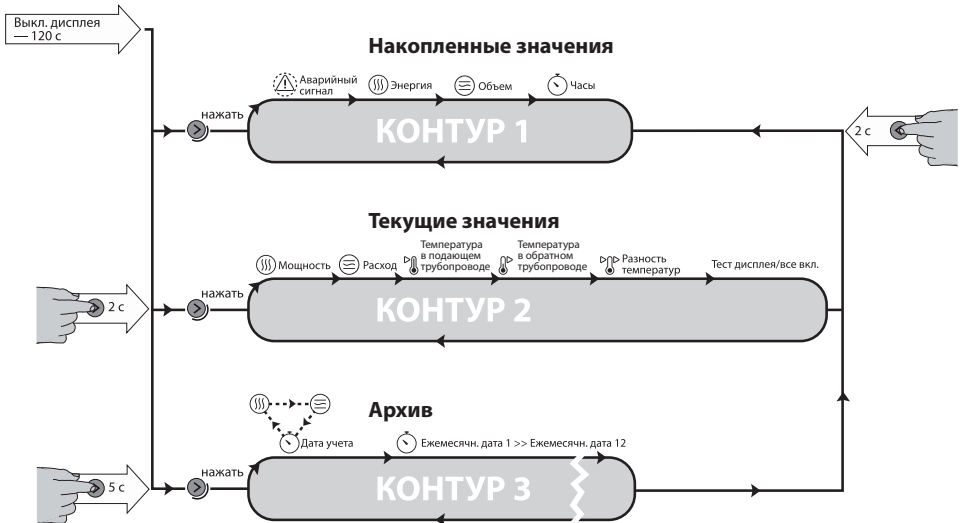 Выкл. дисплея
— 120 с
Накопленные значения
Аварийный
сигнал
Энергия
Объем
Часы
нажать
КОНТУР 1
2 с
Текущие значения
Мощность
Расход
Температура
в подающем
трубопроводе
Температура
в обратном
трубопроводе
Разность
температур
Тест дисплея/все вкл.
нажать
2 с
КОНТУР 2
Архив
Дата учета
Ежемесячн. дата 1 >> Ежемесячн. дата 12
нажать
5 с
КОНТУР 3